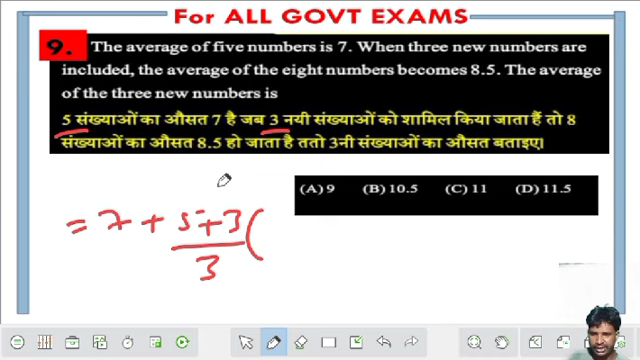 For ALL GOVT EXAMS
9. The average of five numbers is 7. When three new numbers are
included, the average of the eight numbers becomes 8.5. The average
of the three new numbers is
5 संख्याओं का औसत 7 है जब 3 नयी संख्याओं को शामिल किया जाता हैं तो 8
संख्याओं का औसत 8.5 हो जाता है ततो 3नी संख्याओं का औसत बताइए|
(A) 9 (B) 10.5 (C) 11 (D) 11.5
= 7 + 5+3 (
3